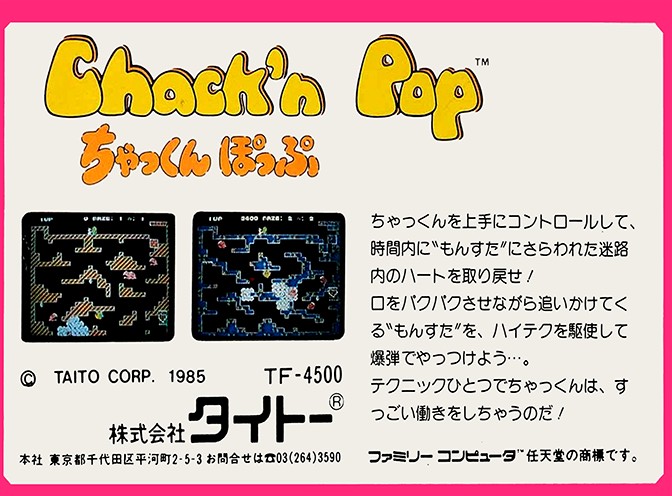 Chack'n Pop™
ちゃっくん ぽっぷ
ちゃっくんを上手にコントロールして、
時間内に"もんすた"にさらわれた迷路
内のハートを取り戻せ！
口をパクパクさせながら追いかけてく
る"もんすた"を、ハイテクを駆使して
爆弾でやっつけよう…。
テクニックひとつでちゃっくんは、す
っごい働きをしちゃうのだ！
© TAITO CORP. 1985 TF-4500
株式会社 タイトー®
本社 東京都千代田区平河町2-5-3 お問合せは☎03(264)3590
ファミリーコンピュータ™任天堂の商標です。